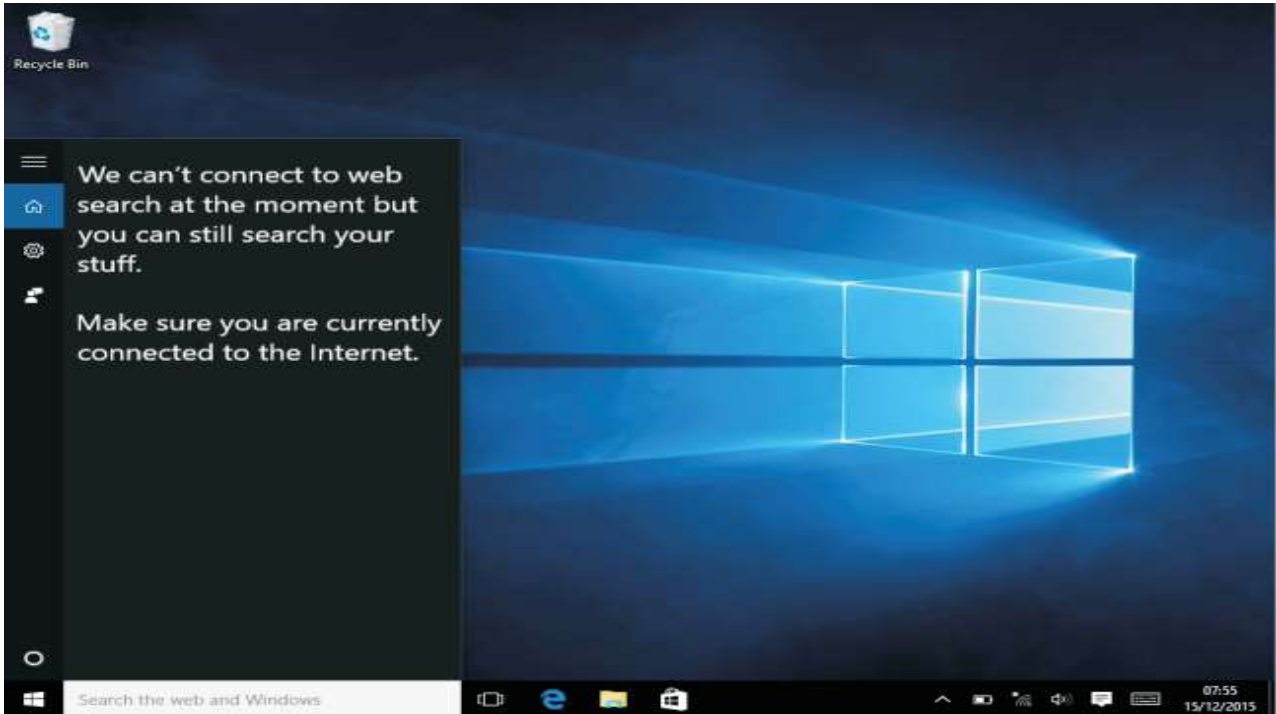 Recycle Bin
We can't connect to web
search at the moment but
you can still search your
stuff.
Make sure you are currently
connected to the Internet.
Search the web and Windows
07:55
15/12/2015